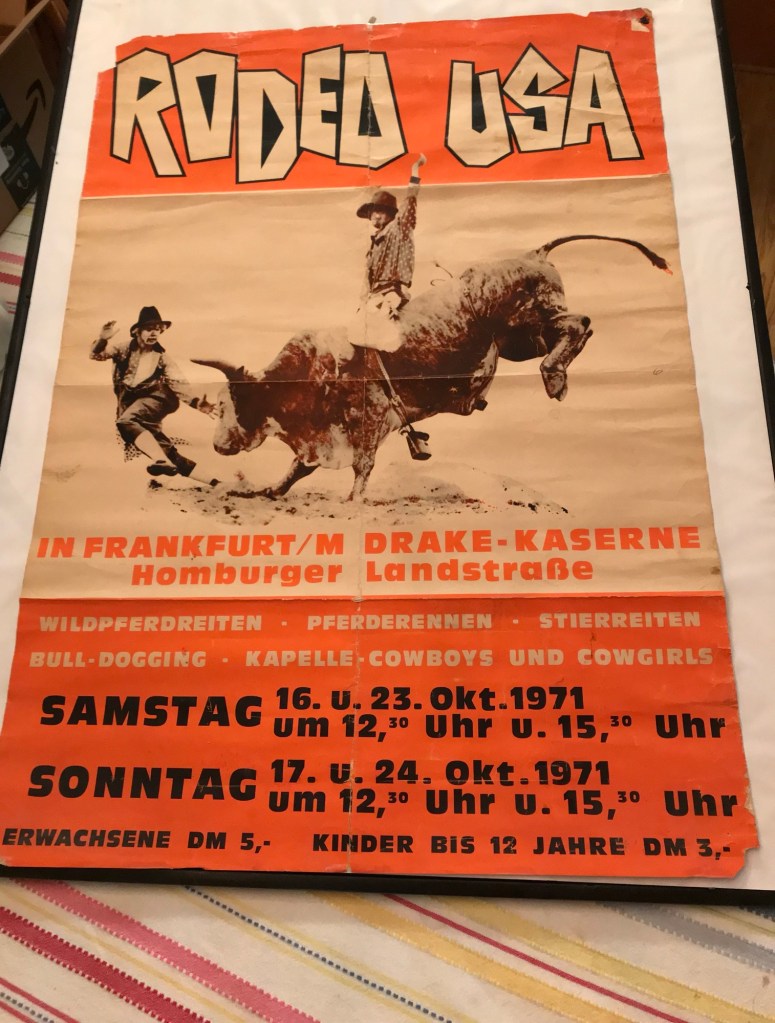 RODEO USA
IN FRANKFURT/M DRAKE-KASERNE
Homburger Landstraße
WILDPFERDREITEN · PFERDERENNEN · STIERREITEN
BULL-DOGGING · KAPELLE-COWBOYS UND COWGIRLS
SAMSTAG 16. u. 23. Okt. 1971
um 12,30 Uhr u. 15,30 Uhr
SONNTAG 17. u. 24. Okt. 1971
um 12,30 Uhr u. 15,30 Uhr
ERWACHSENE DM 5,- KINDER BIS 12 JAHRE DM 3,-